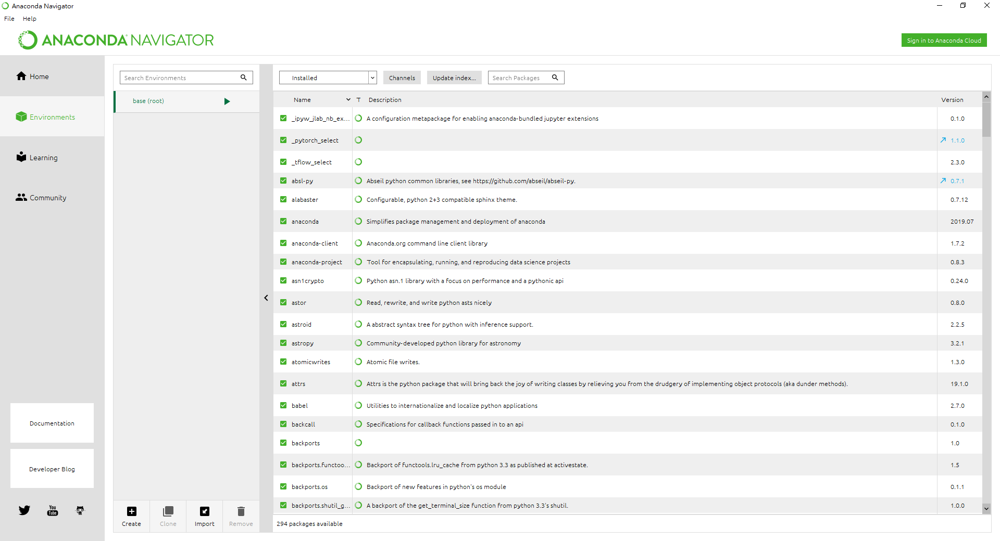 Anaconda Navigator
File Help
ANACONDA NAVIGATOR
Sign in to Anaconda Cloud
Home
Environments
Learning
Community
Documentation
Developer Blog
You
Tube
Search Environments
base (root)
Create Clone Import Remove
Installed Channels Update index... Search Packages
Name T Description Version
_ipyw_jlab_nb_ex... A configuration metapackage for enabling anaconda-bundled jupyter extensions 0.1.0
_pytorch_select 1.1.0
_tflow_select 2.3.0
absl-py Abseil python common libraries, see https://github.com/abseil/abseil-py. 0.7.1
alabaster Configurable, python 2+3 compatible sphinx theme. 0.7.12
anaconda Simplifies package management and deployment of anaconda 2019.07
anaconda-client Anaconda.org command line client library 1.7.2
anaconda-project Tool for encapsulating, running, and reproducing data science projects 0.8.3
asn1crypto Python asn.1 library with a focus on performance and a pythonic api 0.24.0
astor Read, rewrite, and write python asts nicely 0.8.0
astroid A abstract syntax tree for python with inference support. 2.2.5
astropy Community-developed python library for astronomy 3.2.1
atomicwrites Atomic file writes. 1.3.0
attrs Attrs is the python package that will bring back the joy of writing classes by relieving you from the drudgery of implementing object protocols (aka dunder methods). 19.1.0
babel Utilities to internationalize and localize python applications 2.7.0
backcall Specifications for callback functions passed in to an api 0.1.0
backports 1.0
backports.functoo... Backport of functools.lru_cache from python 3.3 as published at activestate. 1.5
backports.os Backport of new features in python's os module 0.1.1
backports.shutil_g... A backport of the get_terminal_size function from python 3.3's shutil. 1.0.0
294 packages available